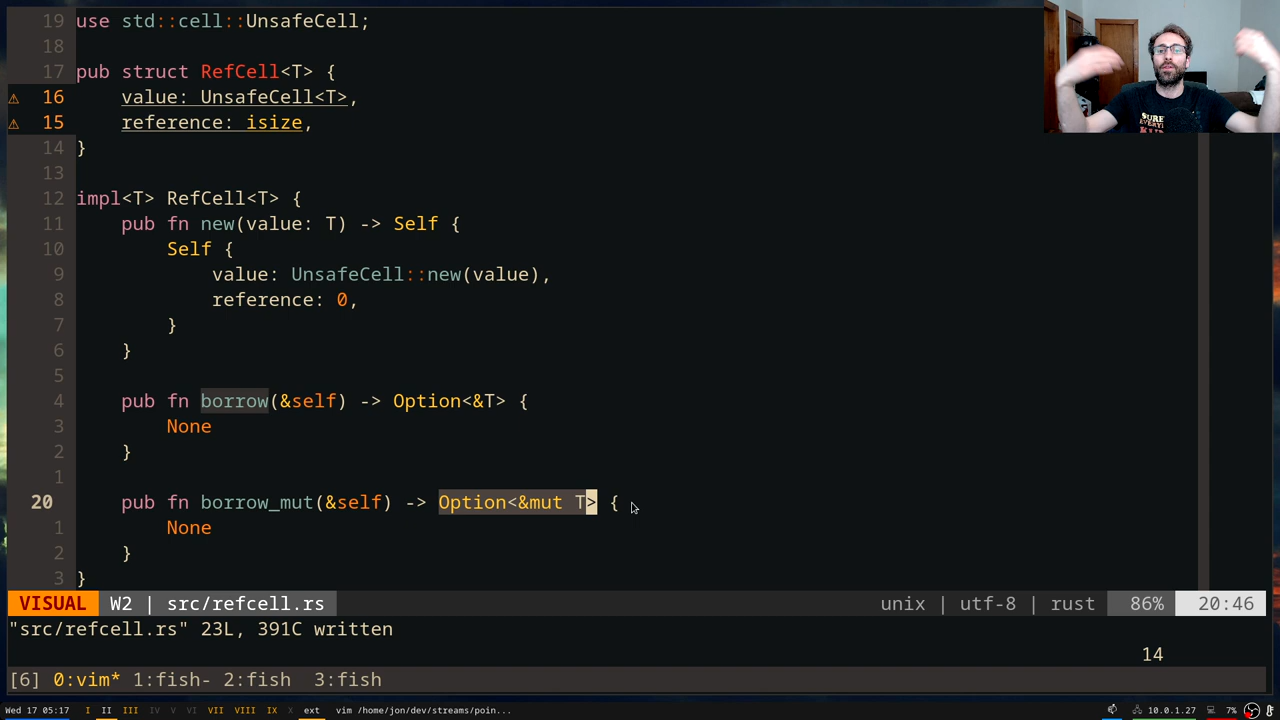 19 use std::cell::UnsafeCell;
18
17 pub struct RefCell<T> {
⚠ 16     value: UnsafeCell<T>,
⚠ 15     reference: isize,
14 }
13
12 impl<T> RefCell<T> {
11     pub fn new(value: T) -> Self {
10         Self {
9             value: UnsafeCell::new(value),
8             reference: 0,
7         }
6     }
5
4     pub fn borrow(&self) -> Option<&T> {
3         None
2     }
1
20     pub fn borrow_mut(&self) -> Option<&mut T> {
1         None
2     }
3 }
VISUAL W2 | src/refcell.rs unix | utf-8 | rust 86% 20:46
"src/refcell.rs" 23L, 391C written
14
[6] 0:vim* 1:fish- 2:fish 3:fish
Wed 17 05:17 I II III IV V VI VII VIII IX X ext vim /home/jon/dev/streams/poin... 10.0.1.27 7%